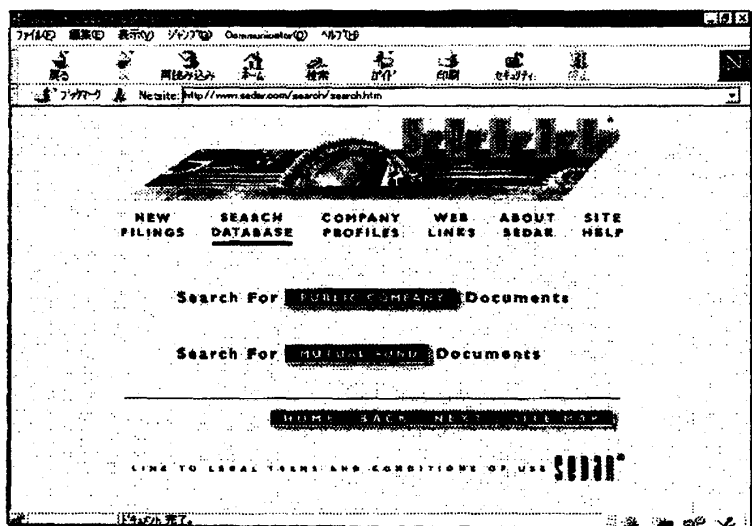 ファイル(F) 編集(E) 表示(V) ジャンプ(G) Communicator(C) ヘルプ(H)
戻る 再読み込み ホーム 検索 ガイド 印刷 セキュリティ
ブックマーク Netsite: http://www.sedar.com/search/search.htm
NEW FILINGS SEARCH DATABASE COMPANY PROFILES WEB LINKS ABOUT SEDAR SITE HELP
Search For PUBLIC COMPANY Documents
Search For MUTUAL FUND Documents
HOME BACK NEXT SITE MAP
LINK TO LEGAL TERMS AND CONDITIONS OF USE SEDAR
ドキュメント完了。